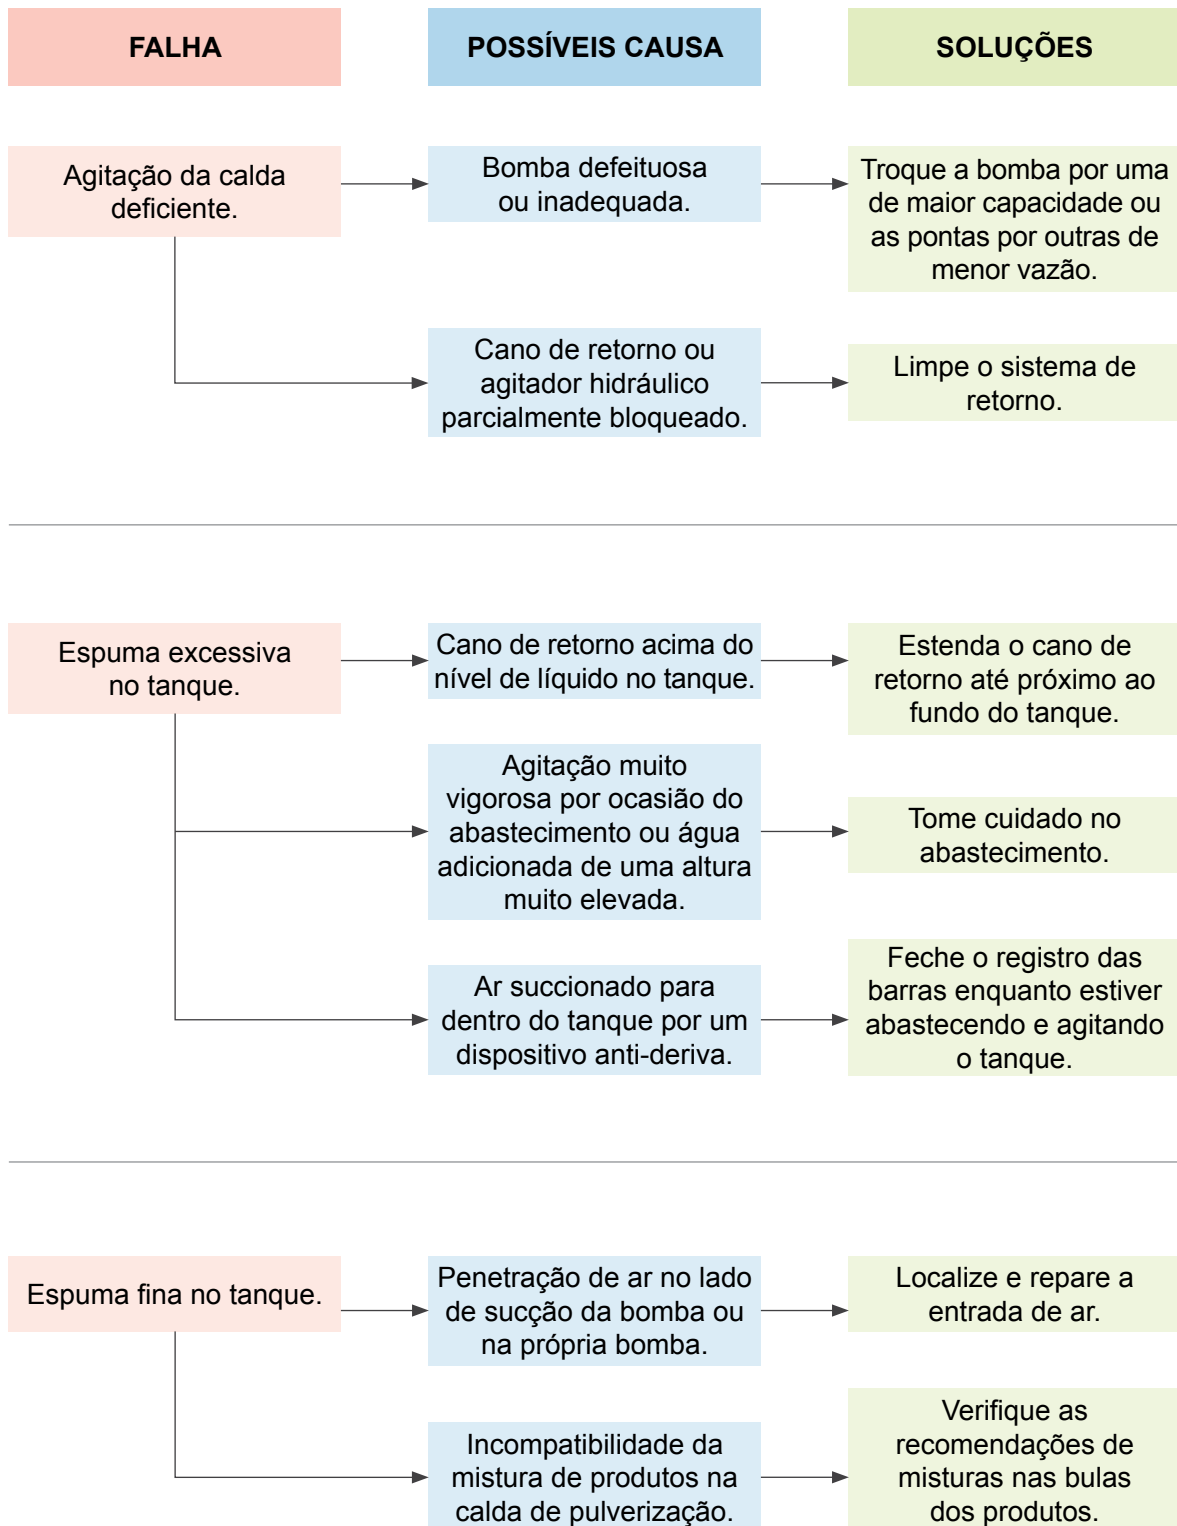 FALHA
POSSÍVEIS CAUSA
SOLUÇÕES
Agitação da calda
deficiente.
Bomba defeituosa
ou inadequada.
Troque a bomba por uma
de maior capacidade ou
as pontas por outras de
menor vazão.
Cano de retorno ou
agitador hidráulico
parcialmente bloqueado.
Limpe o sistema de
retorno.
Espuma excessiva
no tanque.
Cano de retorno acima do
nível de líquido no tanque.
Estenda o cano de
retorno até próximo ao
fundo do tanque.
Agitação muito
vigorosa por ocasião do
abastecimento ou água
adicionada de uma altura
muito elevada.
Tome cuidado no
abastecimento.
Ar succionado para
dentro do tanque por um
dispositivo anti-deriva.
Feche o registro das
barras enquanto estiver
abastecendo e agitando
o tanque.
Espuma fina no tanque.
Penetração de ar no lado
de sucção da bomba ou
na própria bomba.
Localize e repare a
entrada de ar.
Incompatibilidade da
mistura de produtos na
calda de pulverização.
Verifique as
recomendações de
misturas nas bulas
dos produtos.